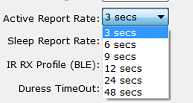 Active Report Rate: 3 secs
3 secs
Sleep Report Rate: 6 secs
9 secs
IR RX Profile (BLE): 12 secs
24 secs
Duress TimeOut: 48 secs